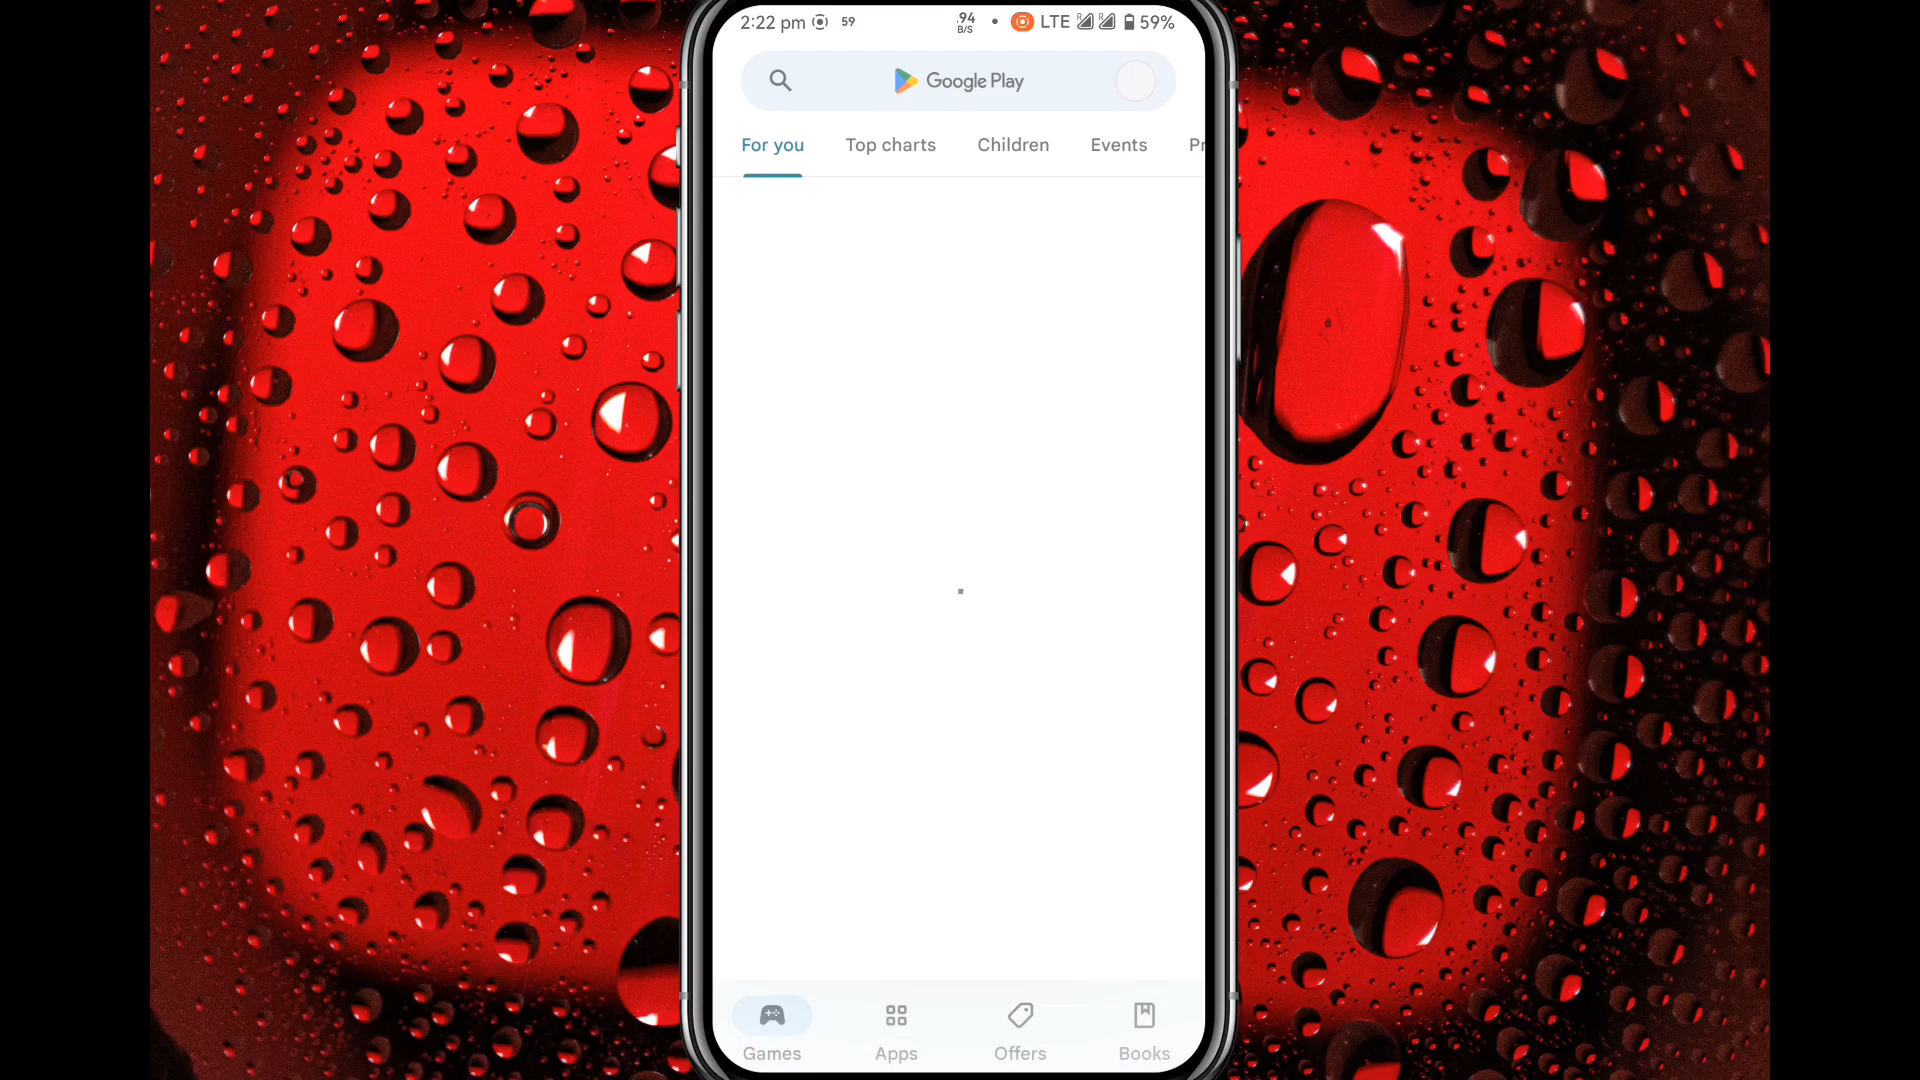 2:22 pm 59 .94 B/S • LTE 59%
Google Play
For you Top charts Children Events Pr
Games Apps Offers Books